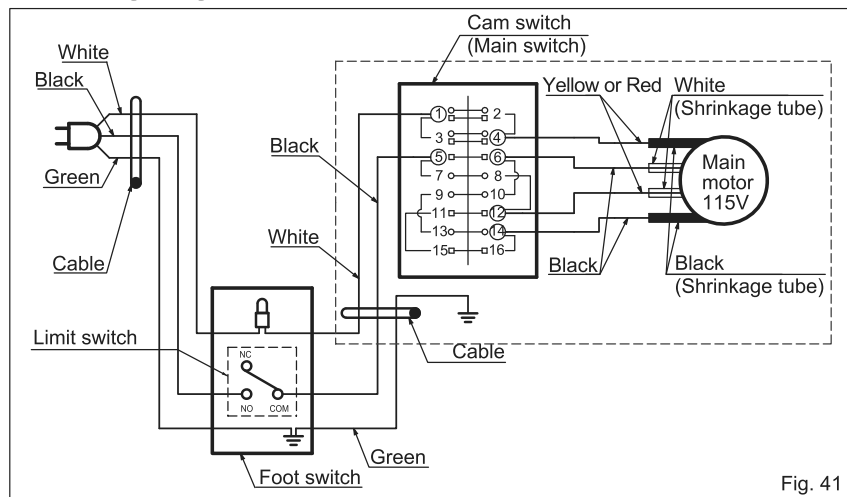 Cam switch
(Main switch)
White
Black
Green
Cable
Yellow or Red
White
(Shrinkage tube)
1 2
3 4
5 6
7 8
9 10
11 12
13 14
15 16
Main
motor
115V
Black
White
Black
Black
(Shrinkage tube)
Cable
Limit switch
NC
NO
COM
Green
Foot switch
Fig. 41